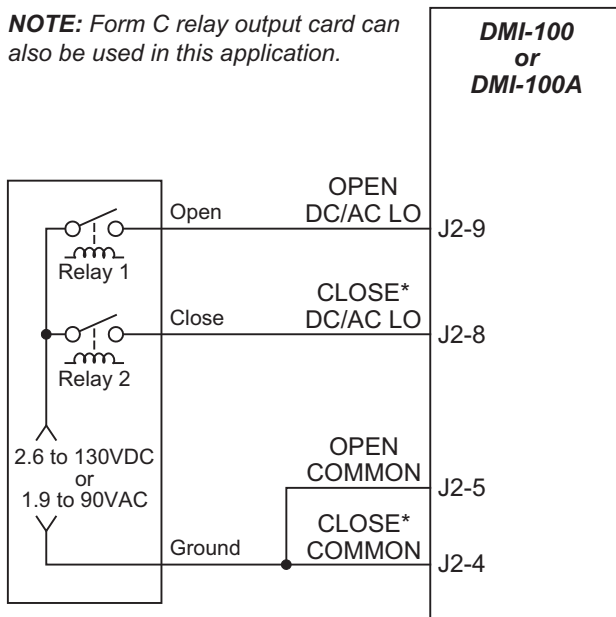 NOTE: Form C relay output card can
also be used in this application.
DMI-100
or
DMI-100A
Open
OPEN
DC/AC LO
J2-9
Relay 1
Close
CLOSE*
DC/AC LO
J2-8
Relay 2
2.6 to 130VDC
or
1.9 to 90VAC
OPEN
COMMON
J2-5
Ground
CLOSE*
COMMON
J2-4